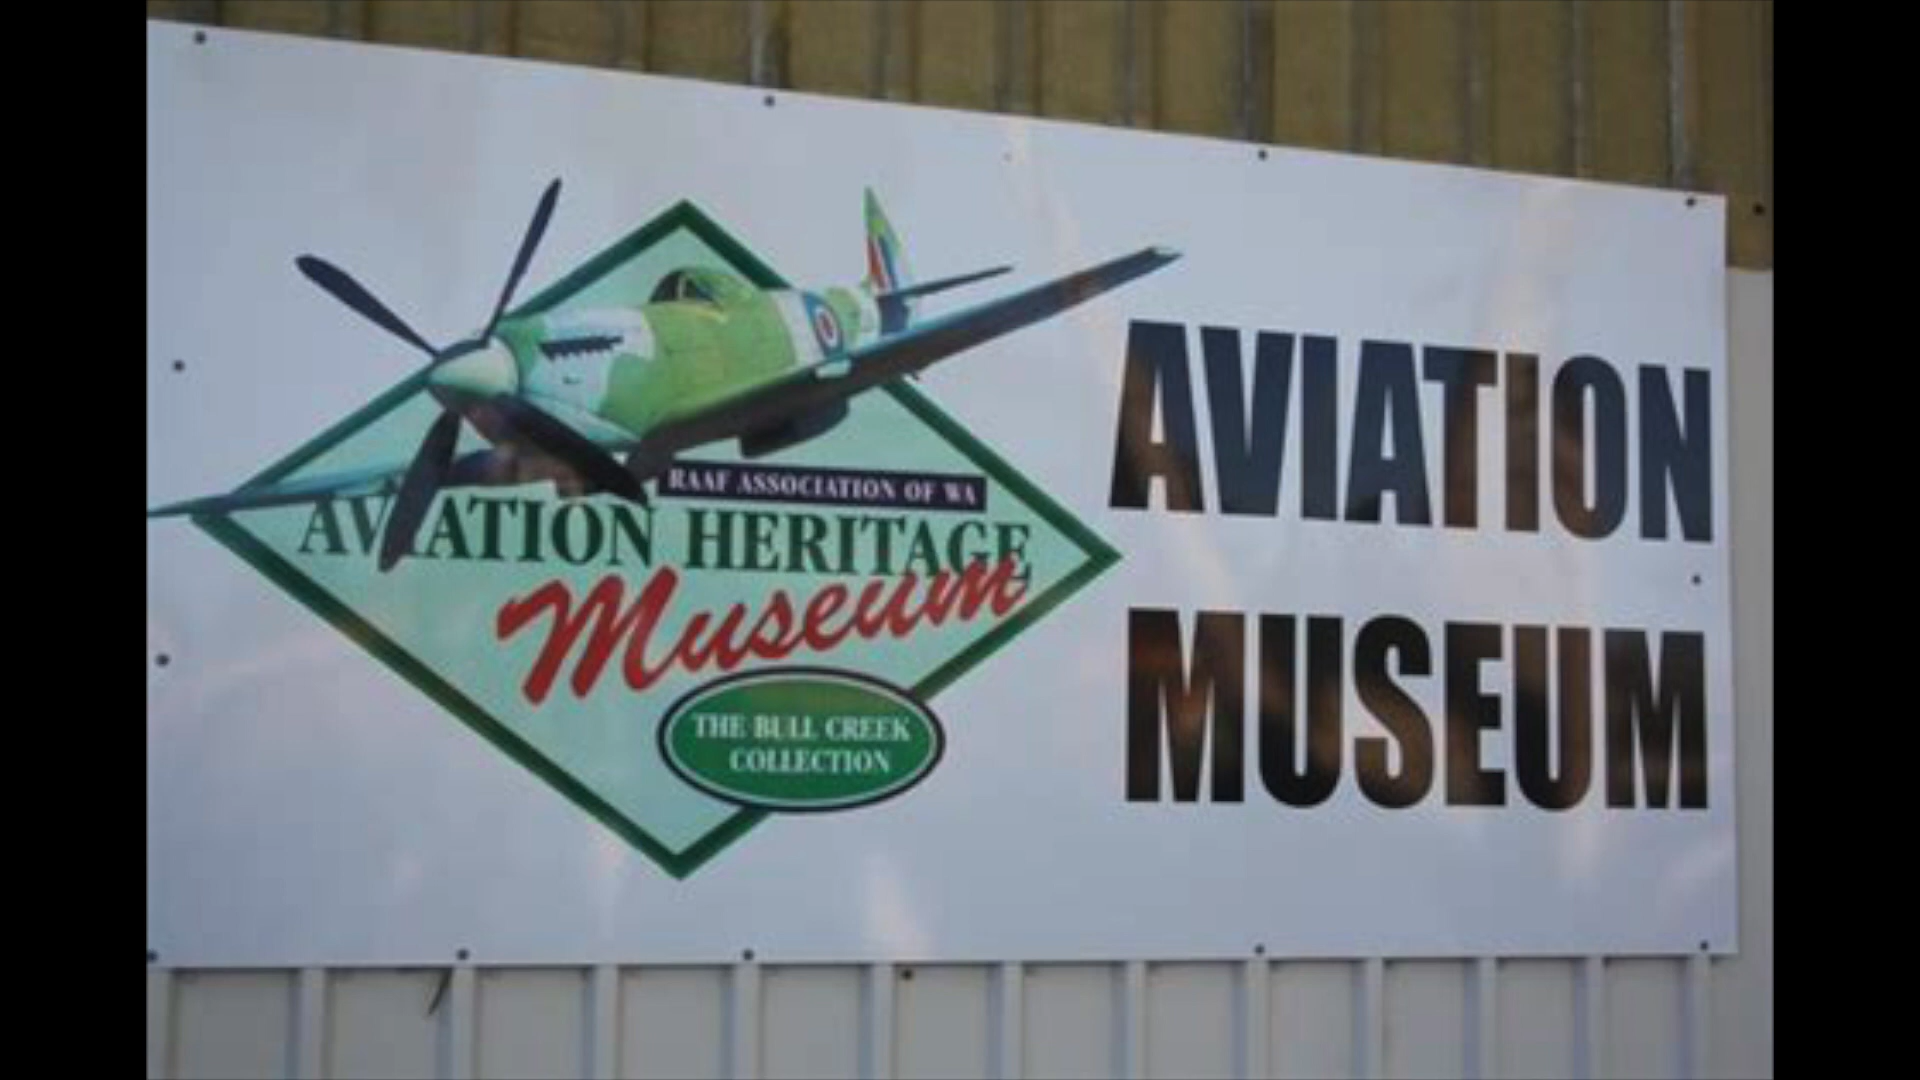 RAAF ASSOCIATION OF WA
AVIATION HERITAGE
Museum
THE BULL CREEK
COLLECTION
AVIATION
MUSEUM